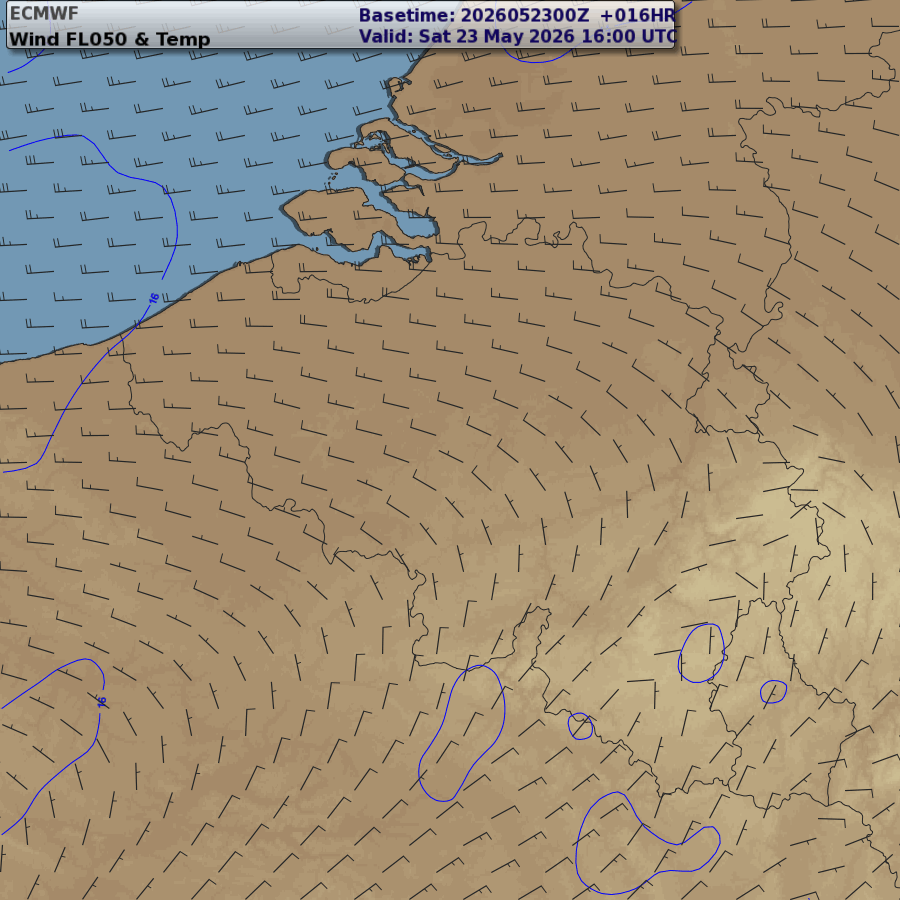 ECMWF
Basetime: 2026052300Z +016HR
Wind FL050 & Temp
Valid: Sat 23 May 2026 16:00 UTC
16
16